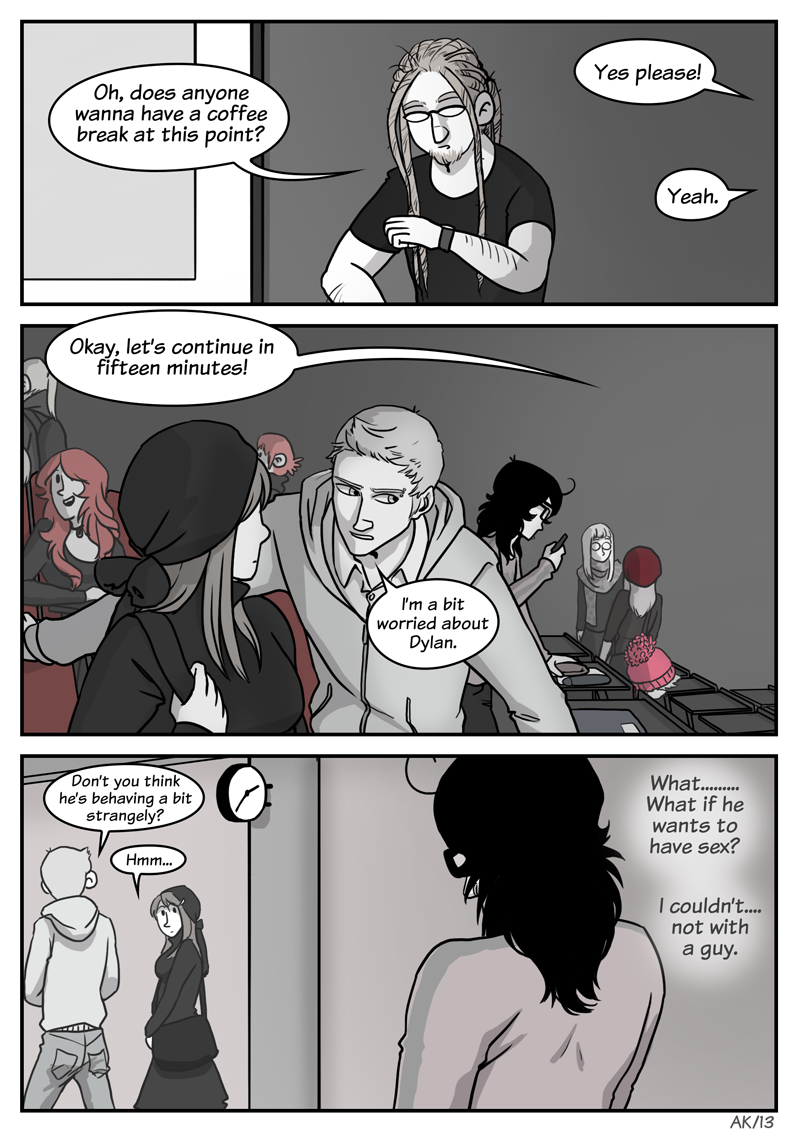 Oh, does anyone
wanna have a coffee
break at this point?
Yes please!
Yeah.
Okay, let's continue in
fifteen minutes!
I'm a bit
worried about
Dylan.
Don't you think
he's behaving a bit
strangely?
Hmm...
What.........
What if he
wants to
have sex?
I couldn't....
not with
a guy.
AK/13